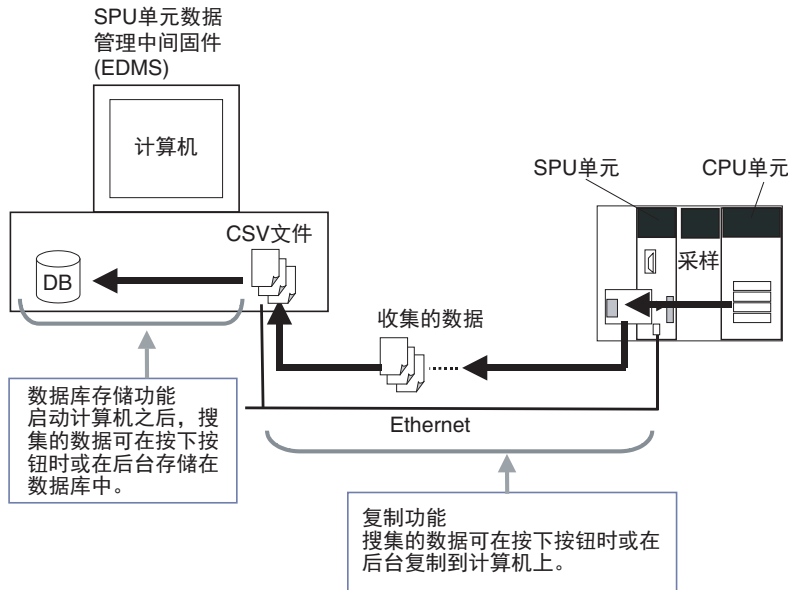 SPU单元数据
管理中间固件
(EDMS)
计算机
SPU单元
CPU单元
CSV文件
采样
DB
收集的数据
数据库存储功能
启动计算机之后，搜
集的数据可在按下按
钮时或在后台存储在
数据库中。
Ethernet
复制功能
搜集的数据可在按下按钮时或在
后台复制到计算机上。